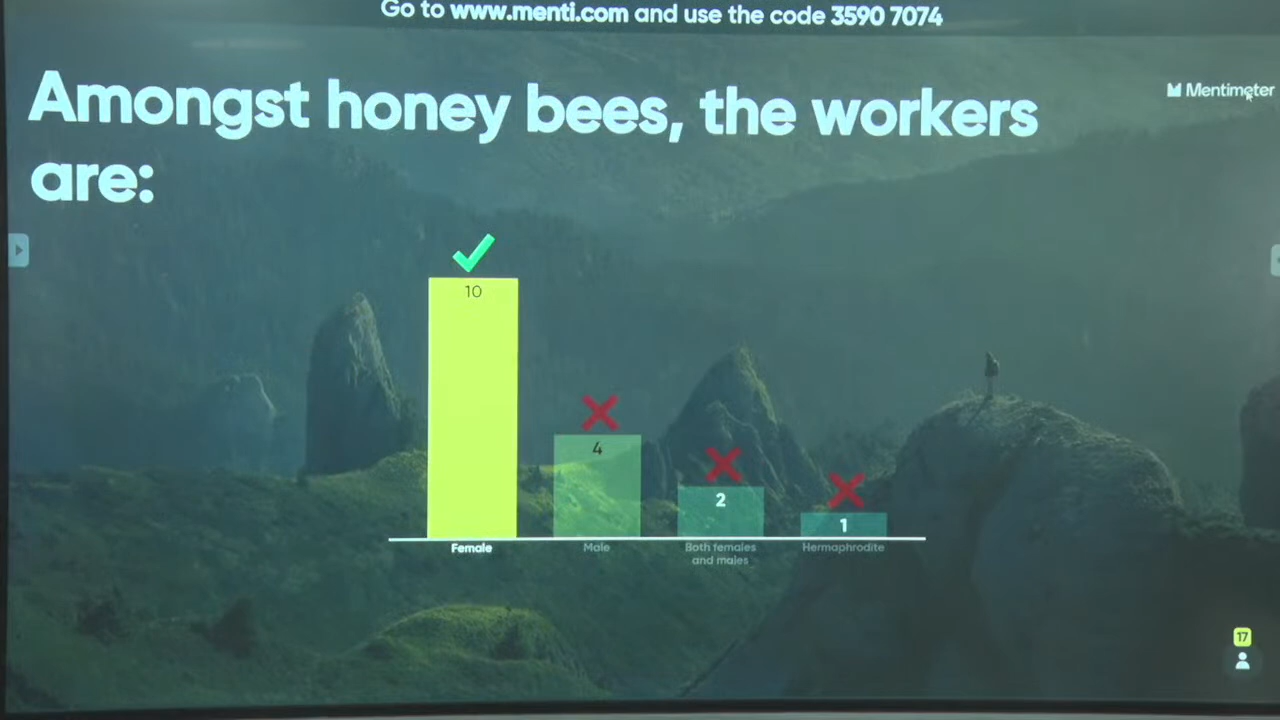 Go to www.menti.com and use the code 3590 7074
Mentimeter
Amongst honey bees, the workers
are:
10
4
2
1
Female
Male
Both females
and males
Hermaphrodite
17